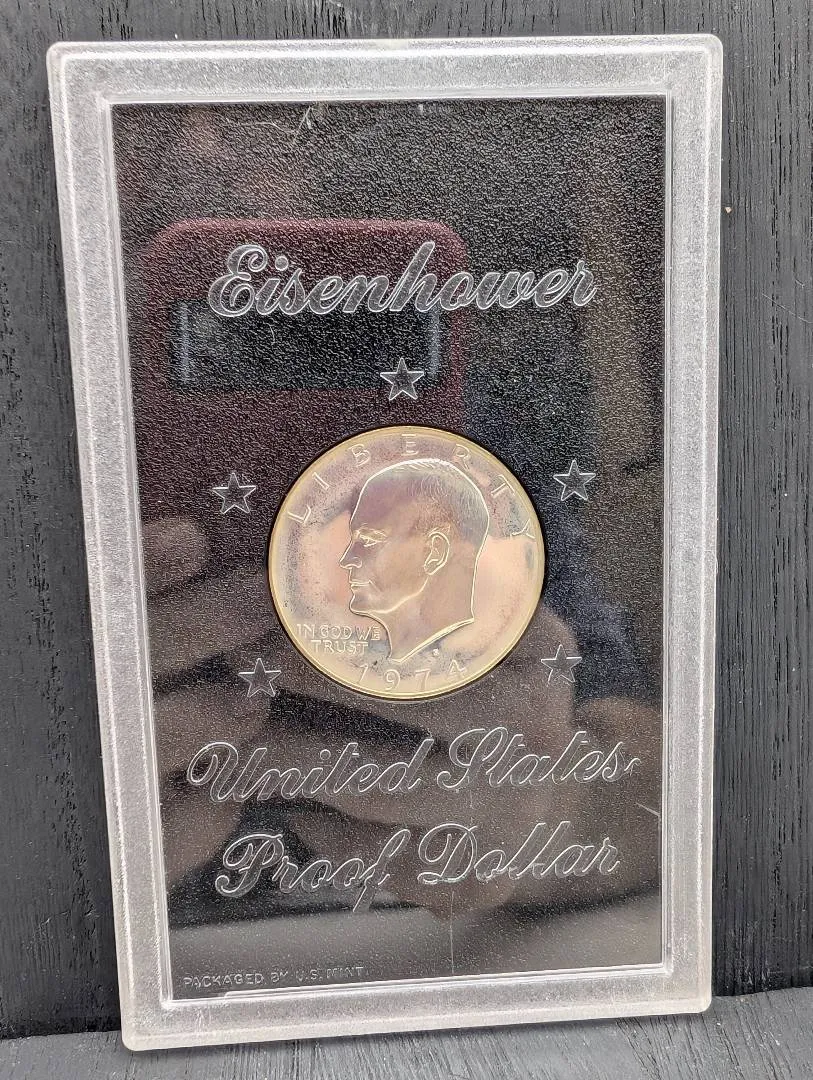 Eisenhower
LIBERTY
IN GOD WE
TRUST
S
1974
United States
Proof Dollar
PACKAGED BY U.S. MINT